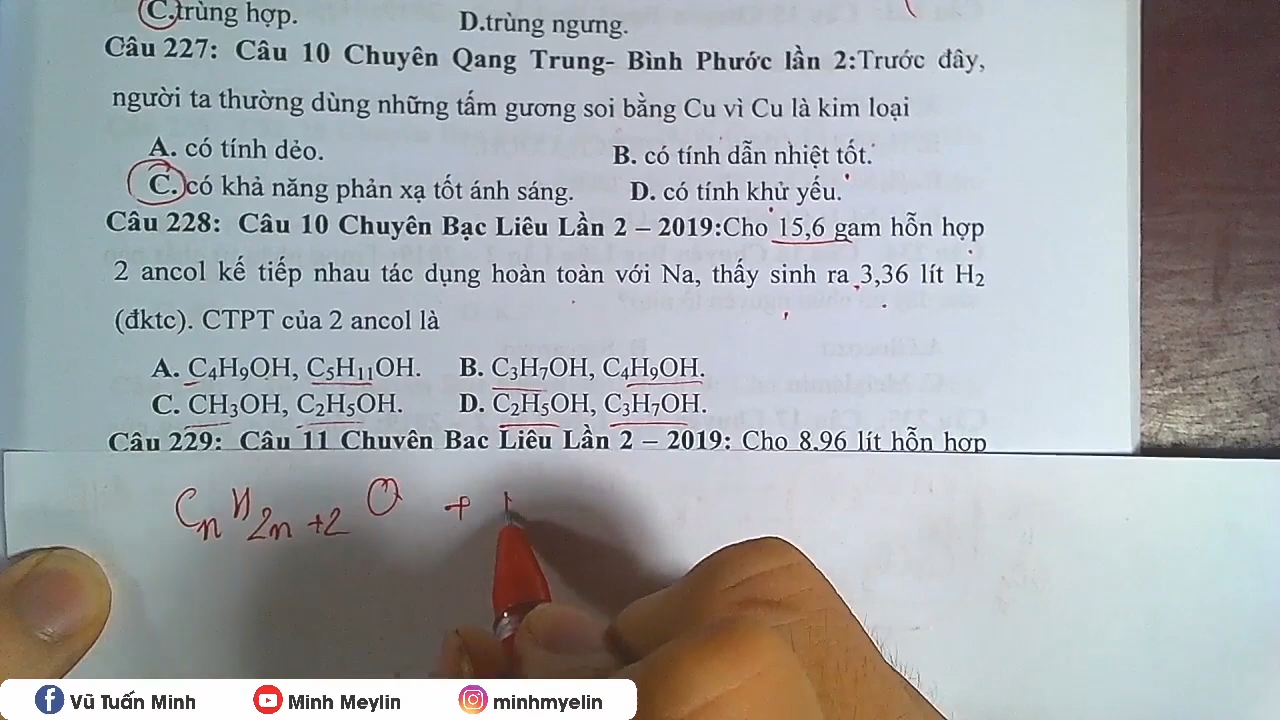 C.trùng hợp. D.trùng ngưng.
Câu 227: Câu 10 Chuyên Qang Trung- Bình Phước lần 2:Trước đây,
người ta thường dùng những tấm gương soi bằng Cu vì Cu là kim loại
A. có tính dẻo. B. có tính dẫn nhiệt tốt.
C. có khả năng phản xạ tốt ánh sáng. D. có tính khử yếu.
Câu 228: Câu 10 Chuyên Bạc Liêu Lần 2 – 2019:Cho 15,6 gam hỗn hợp
2 ancol kế tiếp nhau tác dụng hoàn toàn với Na, thấy sinh ra 3,36 lít H₂
(đktc). CTPT của 2 ancol là
A. C₄H₉OH, C₅H₁₁OH. B. C₃H₇OH, C₄H₉OH.
C. CH₃OH, C₂H₅OH. D. C₂H₅OH, C₃H₇OH.
Câu 229: Câu 11 Chuyên Bạc Liêu Lần 2 – 2019: Cho 8,96 lít hỗn hợp
CₙH₂ₙ₊₂O +
Vũ Tuấn Minh Minh Meylin minhmyelin